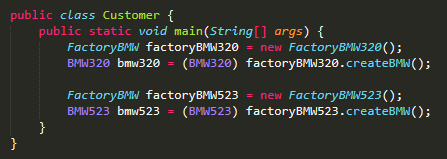 public class Customer {
    public static void main(String[] args) {
        FactoryBMW factoryBMW320 = new FactoryBMW320();
        BMW320 bmw320 = (BMW320) factoryBMW320.createBMW();

        FactoryBMW factoryBMW523 = new FactoryBMW523();
        BMW523 bmw523 = (BMW523) factoryBMW523.createBMW();
    }
}